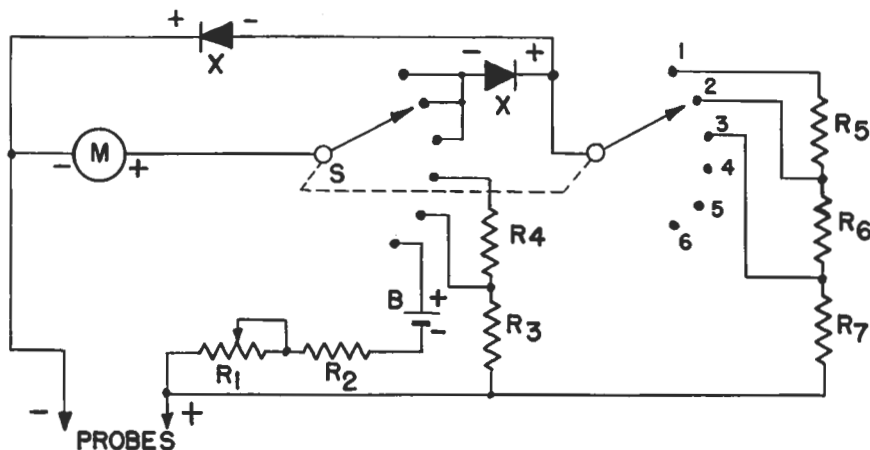 + -
X
- +
X
1
2
3
4
5
6
R5
- M +
S
R4
R6
B + -
R3
R7
R1
R2
- +
PROBES